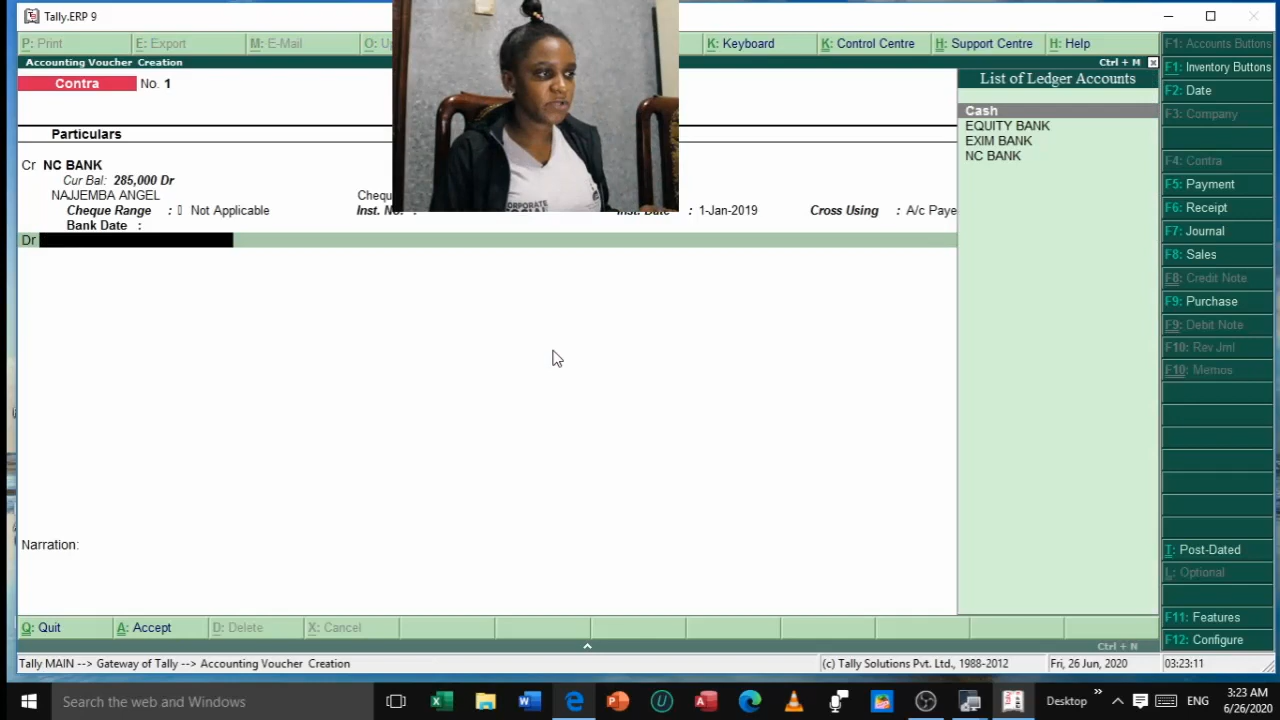 Tally.ERP 9
P: Print E: Export M: E-Mail K: Keyboard K: Control Centre H: Support Centre H: Help
Accounting Voucher Creation Ctrl + M
Contra No. 1
Particulars
Cr NC BANK
Cur Bal: 285,000 Dr
NAJJEMBA ANGEL
Cheque Range : Not Applicable Inst. No. : Inst. Date : 1-Jan-2019 Cross Using : A/c Paye
Bank Date :
Dr
Narration:
List of Ledger Accounts
Cash
EQUITY BANK
EXIM BANK
NC BANK
F1: Accounts Buttons
F1: Inventory Buttons
F2: Date
F3: Company
F4: Contra
F5: Payment
F6: Receipt
F7: Journal
F8: Sales
F8: Credit Note
F9: Purchase
F9: Debit Note
F10: Rev Jrnl
F10: Memos
T: Post-Dated
L: Optional
F11: Features
F12: Configure
Q: Quit A: Accept D: Delete X: Cancel
Ctrl + N
Tally MAIN --> Gateway of Tally --> Accounting Voucher Creation (c) Tally Solutions Pvt. Ltd., 1988-2012 Fri, 26 Jun, 2020 03:23:11
Search the web and Windows Desktop ENG 3:23 AM
6/26/2020